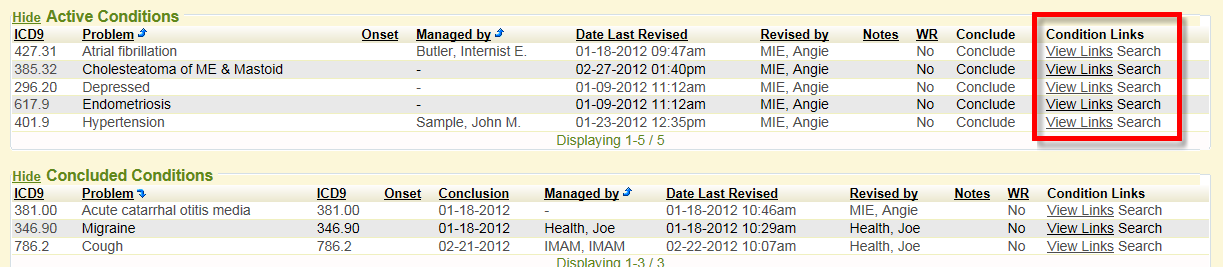 Hide Active Conditions
ICD9 Problem Onset Managed by Date Last Revised Revised by Notes WR Conclude Condition Links
427.31 Atrial fibrillation Butler, Internist E. 01-18-2012 09:47am MIE, Angie No Conclude View Links Search
385.32 Cholesteatoma of ME & Mastoid - 02-27-2012 01:40pm MIE, Angie No Conclude View Links Search
296.20 Depressed - 01-09-2012 11:12am MIE, Angie No Conclude View Links Search
617.9 Endometriosis - 01-09-2012 11:12am MIE, Angie No Conclude View Links Search
401.9 Hypertension Sample, John M. 01-23-2012 12:35pm MIE, Angie No Conclude View Links Search
Displaying 1-5 / 5
Hide Concluded Conditions
ICD9 Problem ICD9 Onset Conclusion Managed by Date Last Revised Revised by Notes WR Condition Links
381.00 Acute catarrhal otitis media 381.00 01-18-2012 - 01-18-2012 10:46am MIE, Angie No View Links Search
346.90 Migraine 346.90 01-18-2012 Health, Joe 01-18-2012 10:29am Health, Joe No View Links Search
786.2 Cough 786.2 02-21-2012 IMAM, IMAM 02-22-2012 10:07am Health, Joe No View Links Search
Displaying 1-3 / 3